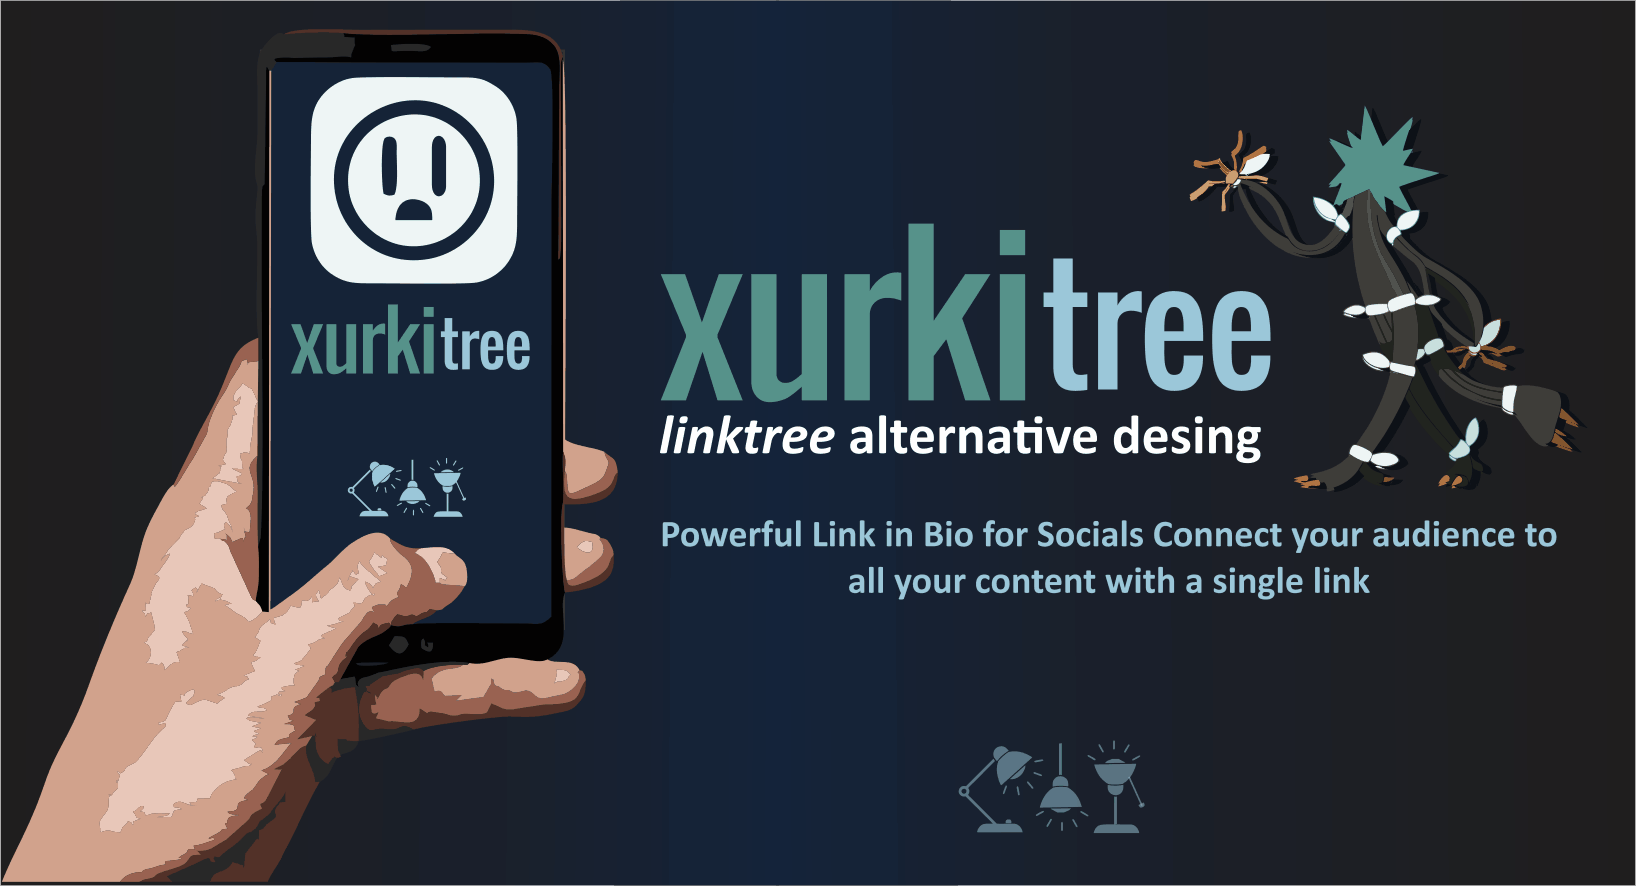 xurkitree
xurkitree
linktree alternative desing
Powerful Link in Bio for Socials Connect your audience to
all your content with a single link